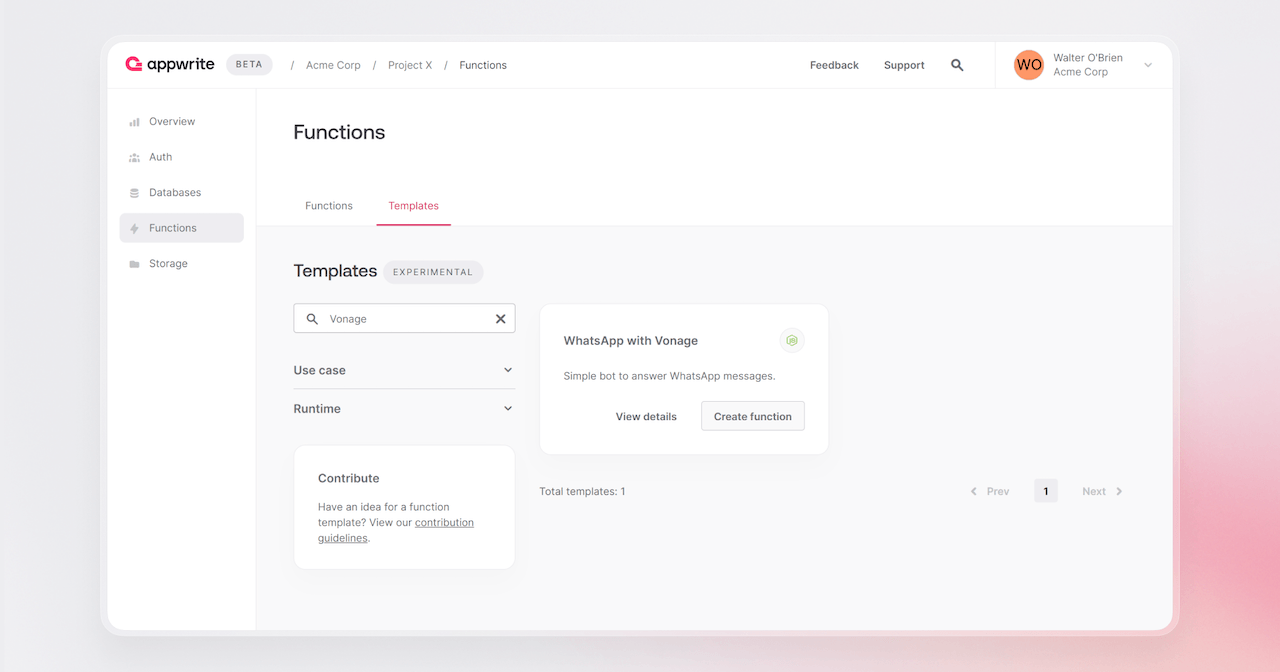 appwrite BETA / Acme Corp / Project X / Functions Feedback Support WO Walter O'Brien
Acme Corp
Overview
Auth
Databases
Functions
Storage
Functions
Functions Templates
Templates EXPERIMENTAL
Vonage
Use case
Runtime
Contribute
Have an idea for a function
template? View our contribution
guidelines.
WhatsApp with Vonage
Simple bot to answer WhatsApp messages.
View details Create function
Total templates: 1 Prev 1 Next